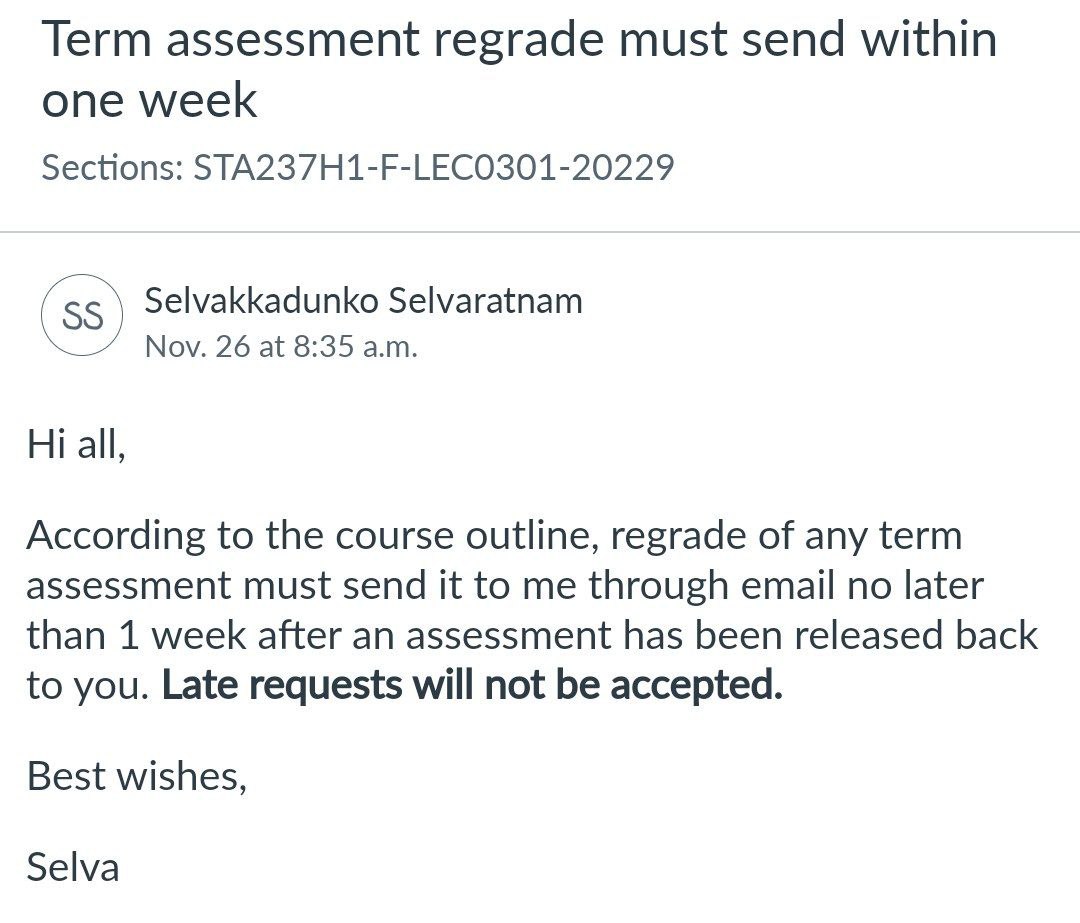 Term assessment regrade must send within
one week
Sections: STA237H1-F-LEC0301-20229
SS
Selvakkadunko Selvaratnam
Nov. 26 at 8:35 a.m.
Hi all,
According to the course outline, regrade of any term
assessment must send it to me through email no later
than 1 week after an assessment has been released back
to you. Late requests will not be accepted.
Best wishes,
Selva